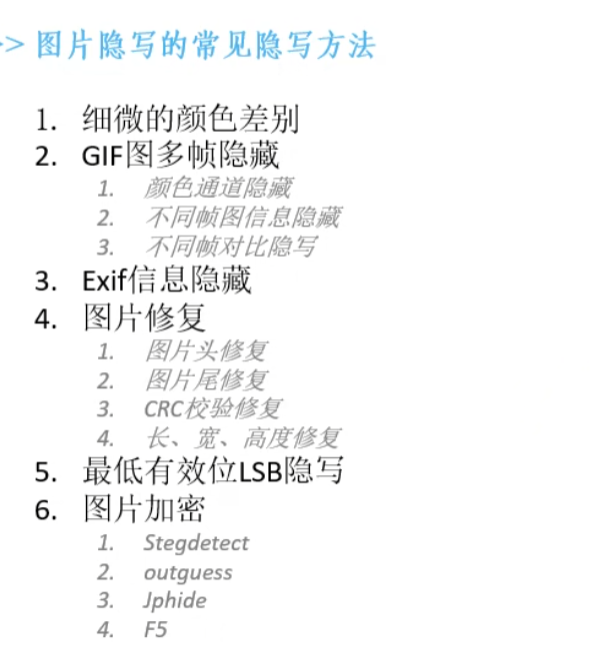 -> 图片隐写的常见隐写方法
1. 细微的颜色差别
2. GIF图多帧隐藏
1. 颜色通道隐藏
2. 不同帧图信息隐藏
3. 不同帧对比隐写
3. Exif信息隐藏
4. 图片修复
1. 图片头修复
2. 图片尾修复
3. CRC校验修复
4. 长、宽、高度修复
5. 最低有效位LSB隐写
6. 图片加密
1. Stegdetect
2. outguess
3. Jphide
4. F5